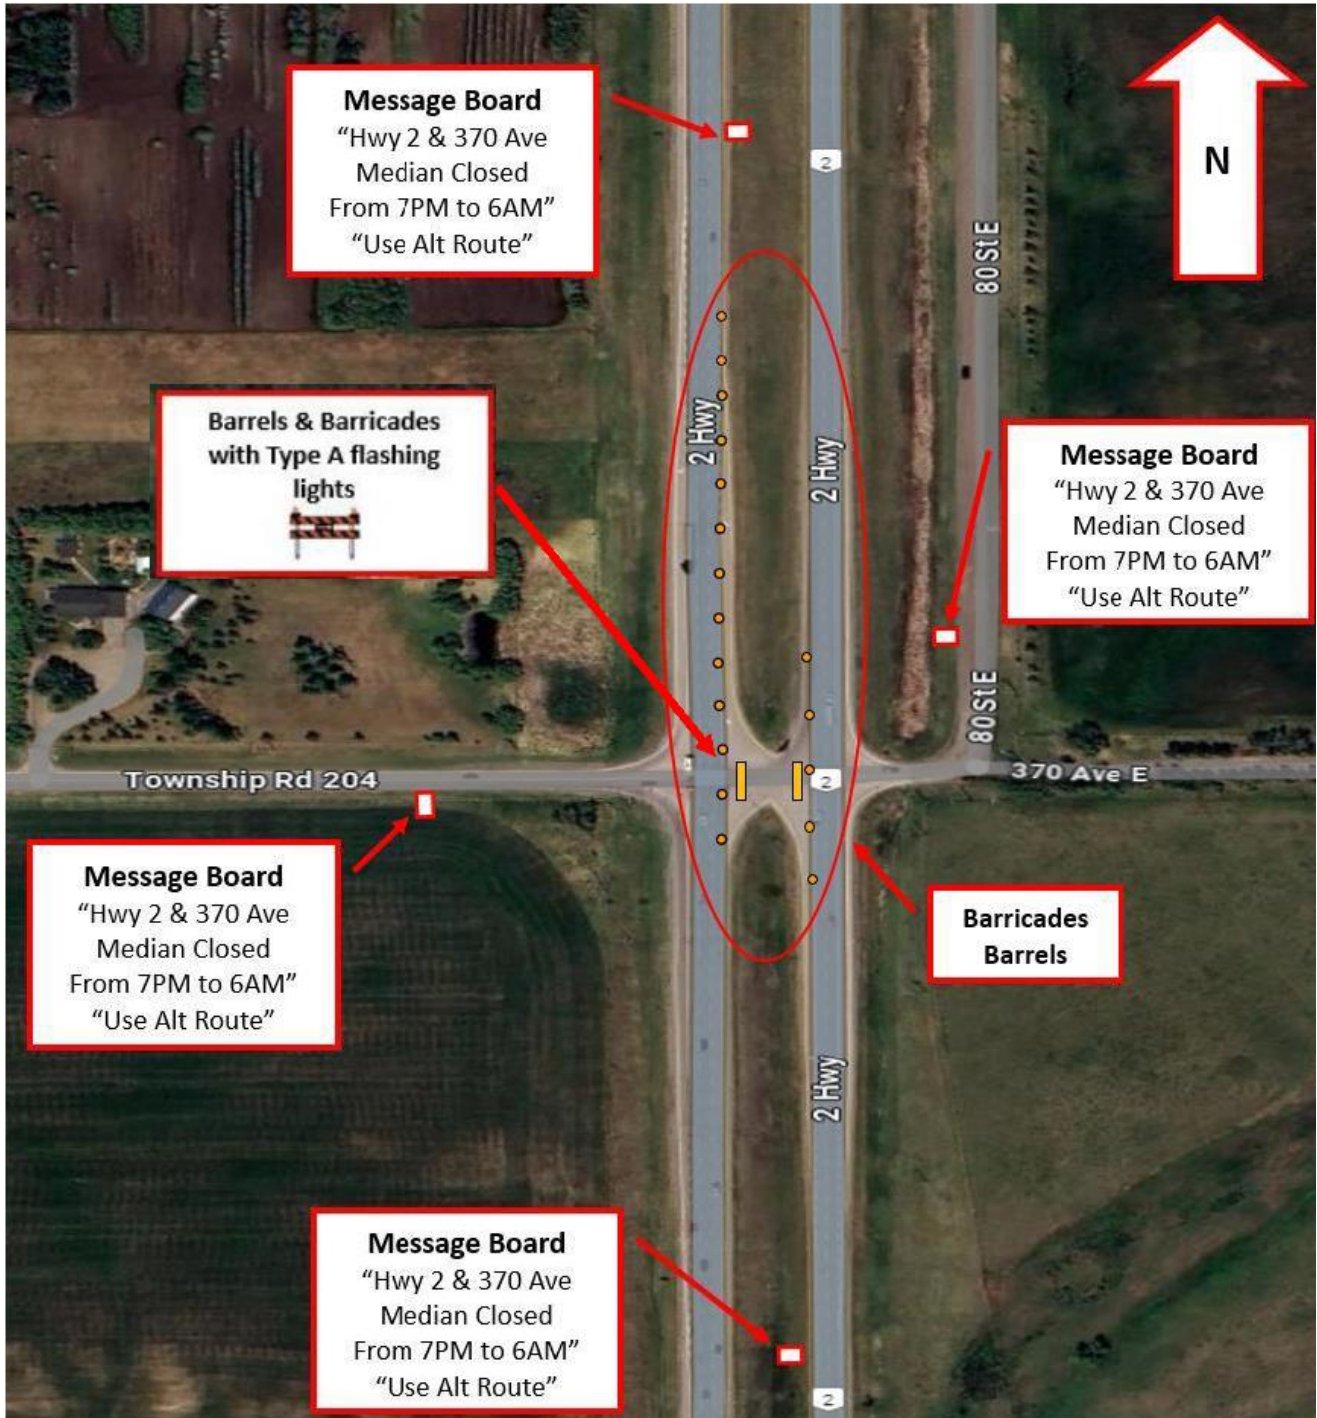 Message Board
“Hwy 2 & 370 Ave
Median Closed
From 7PM to 6AM”
“Use Alt Route”
2
N
80 St E
Barrels & Barricades
with Type A flashing
lights
2 Hwy
2 Hwy
Message Board
“Hwy 2 & 370 Ave
Median Closed
From 7PM to 6AM”
“Use Alt Route”
80 St E
Township Rd 204
2
370 Ave E
Message Board
“Hwy 2 & 370 Ave
Median Closed
From 7PM to 6AM”
“Use Alt Route”
Barricades
Barrels
2 Hwy
Message Board
“Hwy 2 & 370 Ave
Median Closed
From 7PM to 6AM”
“Use Alt Route”
2